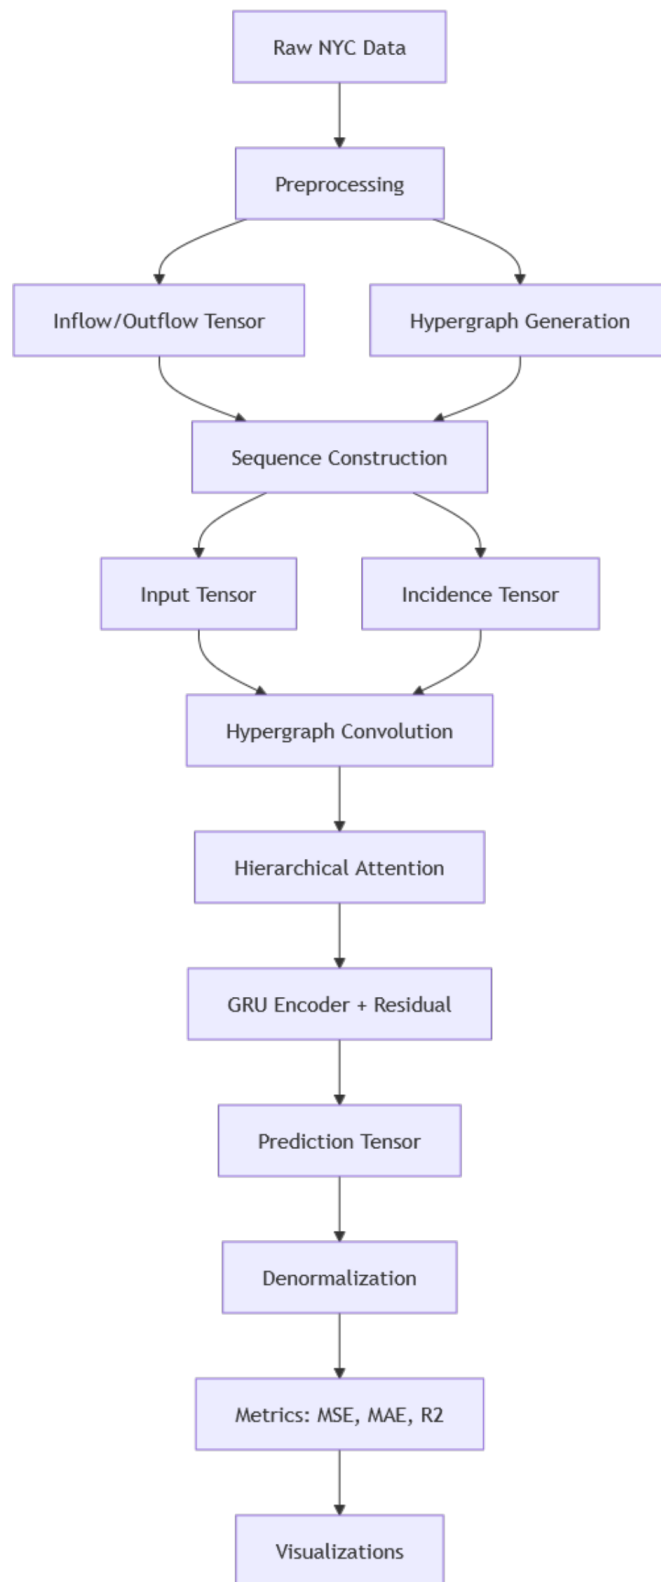 Raw NYC Data
Preprocessing
Inflow/Outflow Tensor
Hypergraph Generation
Sequence Construction
Input Tensor
Incidence Tensor
Hypergraph Convolution
Hierarchical Attention
GRU Encoder + Residual
Prediction Tensor
Denormalization
Metrics: MSE, MAE, R2
Visualizations